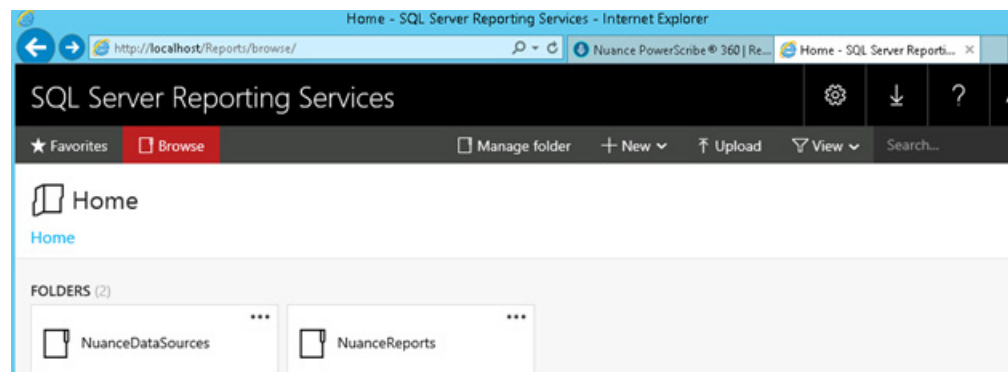 Home - SQL Server Reporting Services - Internet Explorer
http://localhost/Reports/browse/
Nuance PowerScribe® 360 | Re... Home - SQL Server Reporti... ×
SQL Server Reporting Services ?
Favorites Browse Manage folder New Upload View Search...
Home
Home
FOLDERS (2)
NuanceDataSources ... NuanceReports ...